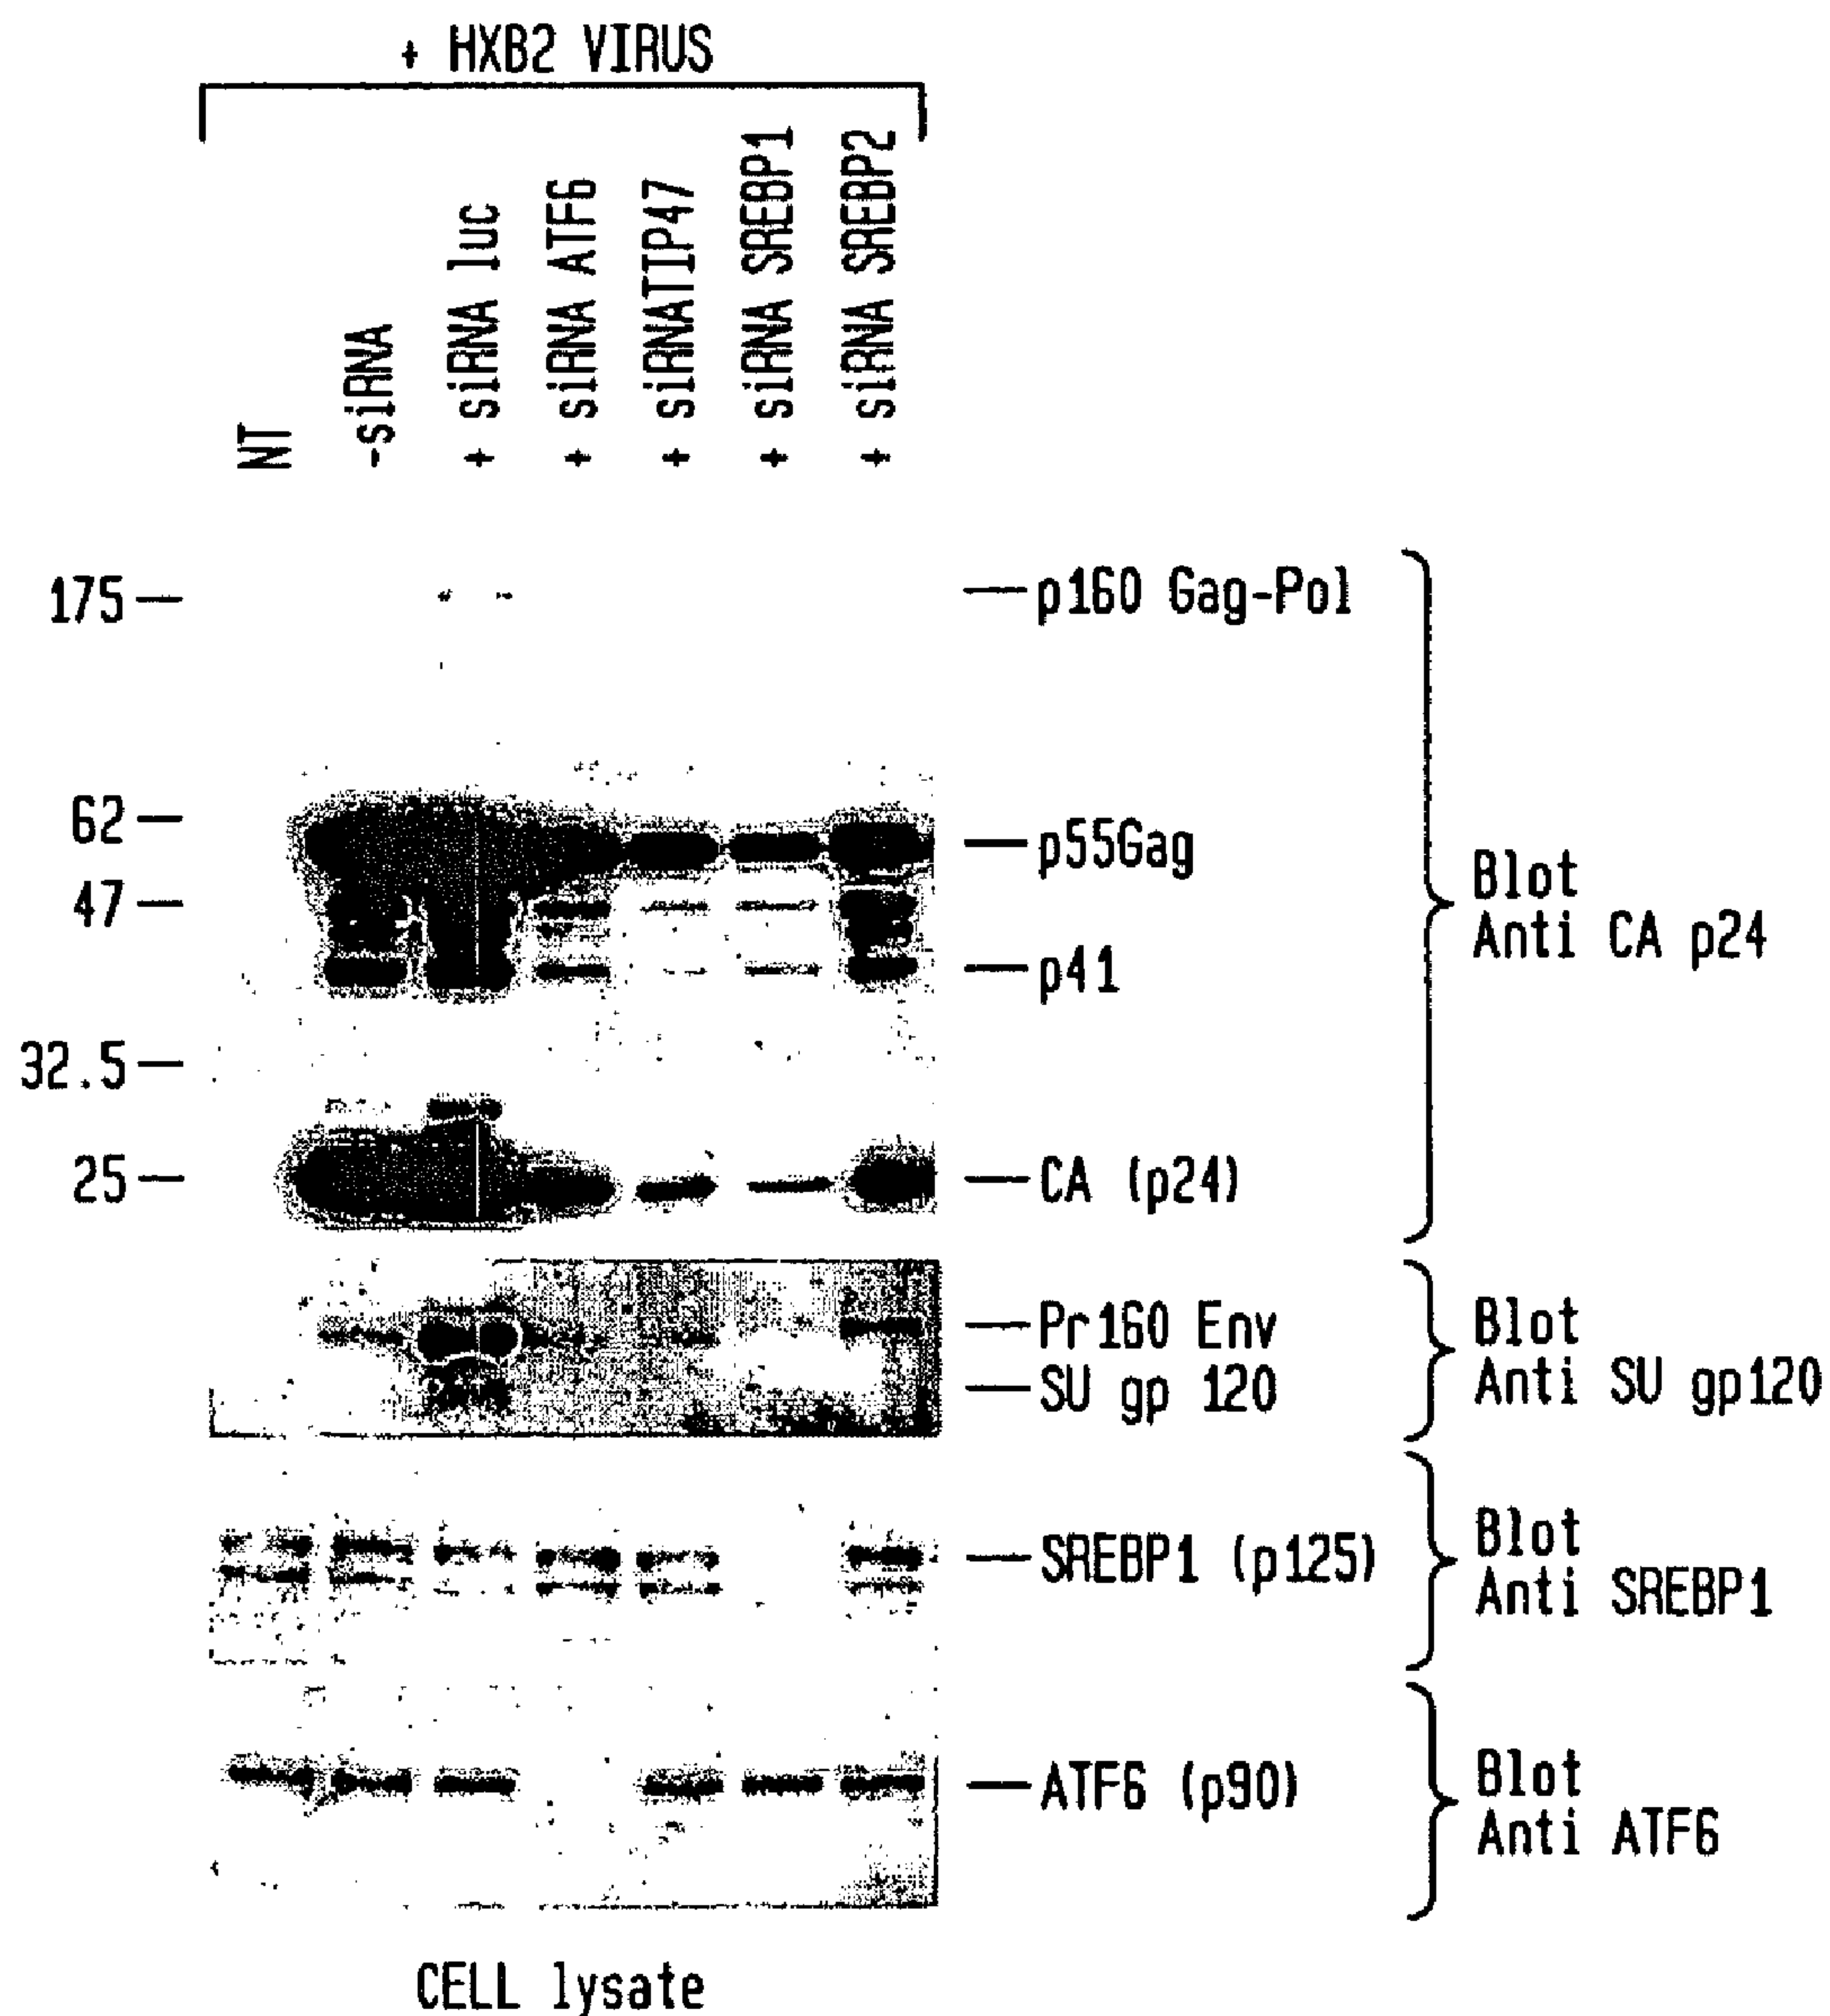 + HXB2 VIRUS
NT
-siRNA
+ siRNA luc
+ siRNA ATF6
+ siRNATIP47
+ siRNA SREBP1
+ siRNA SREBP2
175
62
47
32.5
25
p160 Gag-Pol
p55Gag
p41
CA (p24)
Blot
Anti CA p24
Pr160 Env
SU gp 120
Blot
Anti SU gp120
SREBP1 (p125)
Blot
Anti SREBP1
ATF6 (p90)
Blot
Anti ATF6
CELL lysate